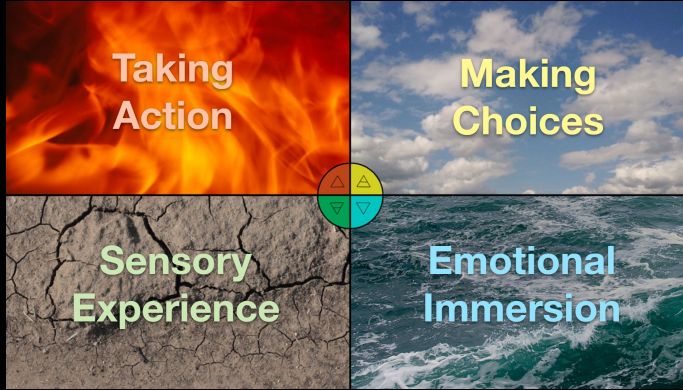 Taking
Action
Making
Choices
Sensory
Experience
Emotional
Immersion